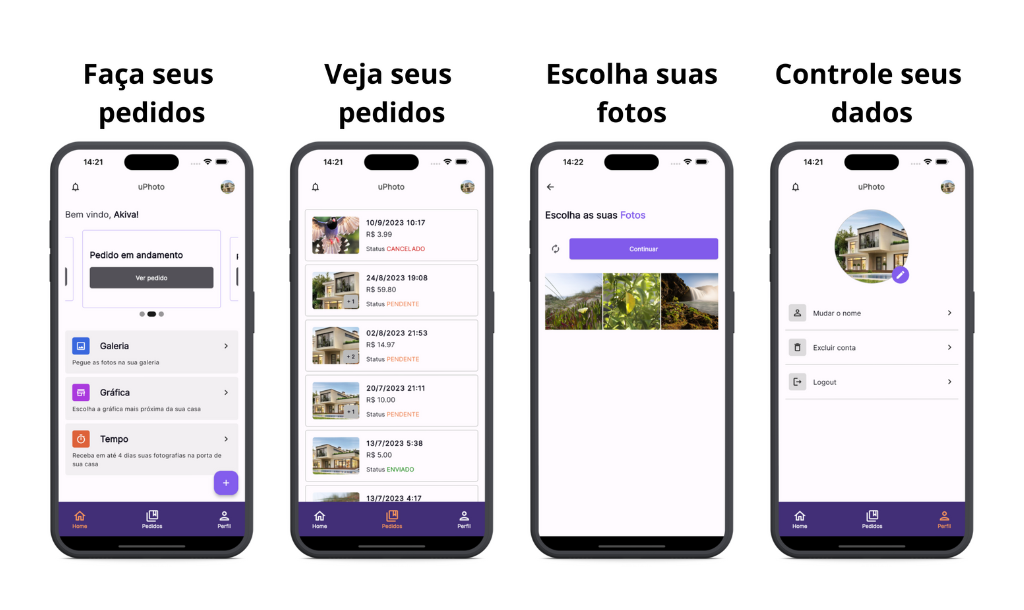 Faça seus
pedidos
14:21
uPhoto
Bem vindo, Akiva!
Pedido em andamento
Ver pedido
Galeria
Pegue as fotos na sua galeria
Gráfica
Escolha a gráfica mais próxima da sua casa
Tempo
Receba em até 4 dias suas fotografias na porta de
sua casa
+
Home
Pedidos
Perfil
Veja seus
pedidos
14:21
uPhoto
10/9/2023 10:17
R$ 3.99
Status CANCELADO
24/8/2023 19:08
R$ 59.80
Status PENDENTE
+1
02/8/2023 21:53
R$ 14.97
Status PENDENTE
+2
20/7/2023 21:11
R$ 10.00
Status PENDENTE
+1
13/7/2023 5:38
R$ 5.00
Status ENVIADO
13/7/2023 4:17
Home
Pedidos
Perfil
Escolha suas
fotos
14:22
Escolha as suas Fotos
Continuar
Controle seus
dados
14:21
uPhoto
Mudar o nome
Excluir conta
Logout
Home
Pedidos
Perfil